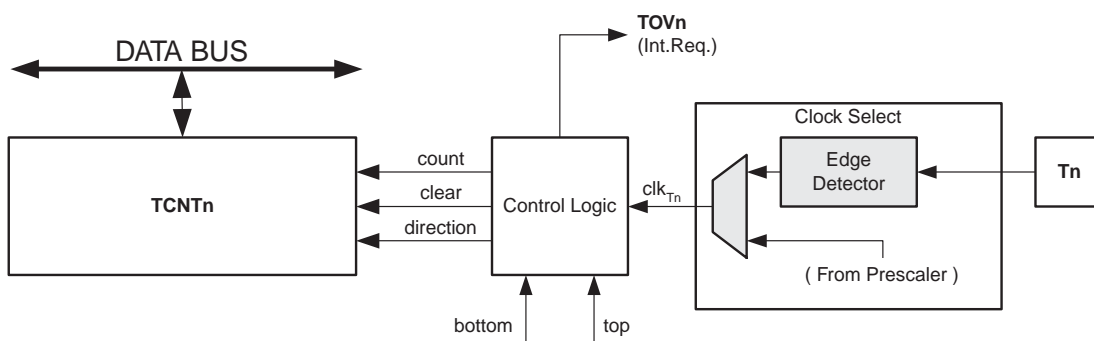 TOVn
(Int.Req.)
DATA BUS
Clock Select
count
Edge
Detector
Tn
TCNTn
clear
Control Logic
clkTn
direction
( From Prescaler )
bottom
top